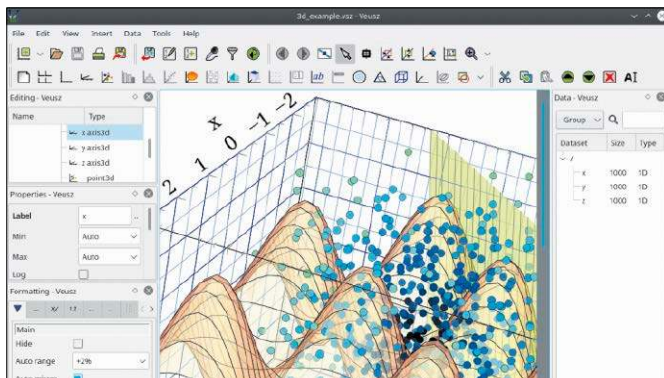 3d_example.vsz - Veusz
File Edit View Insert Data Tools Help
ab AI
Editing - Veusz
Name Type
x axis3d
y axis3d
z axis3d
point3d
Properties - Veusz
Label x ..
Min Auto
Max Auto
Log
Formatting - Veusz
Main
Hide
Auto range +2%
x
2 1 0 −1 −2
Data - Veusz
Group
Dataset Size Type
/
x 1000 1D
y 1000 1D
z 1000 1D